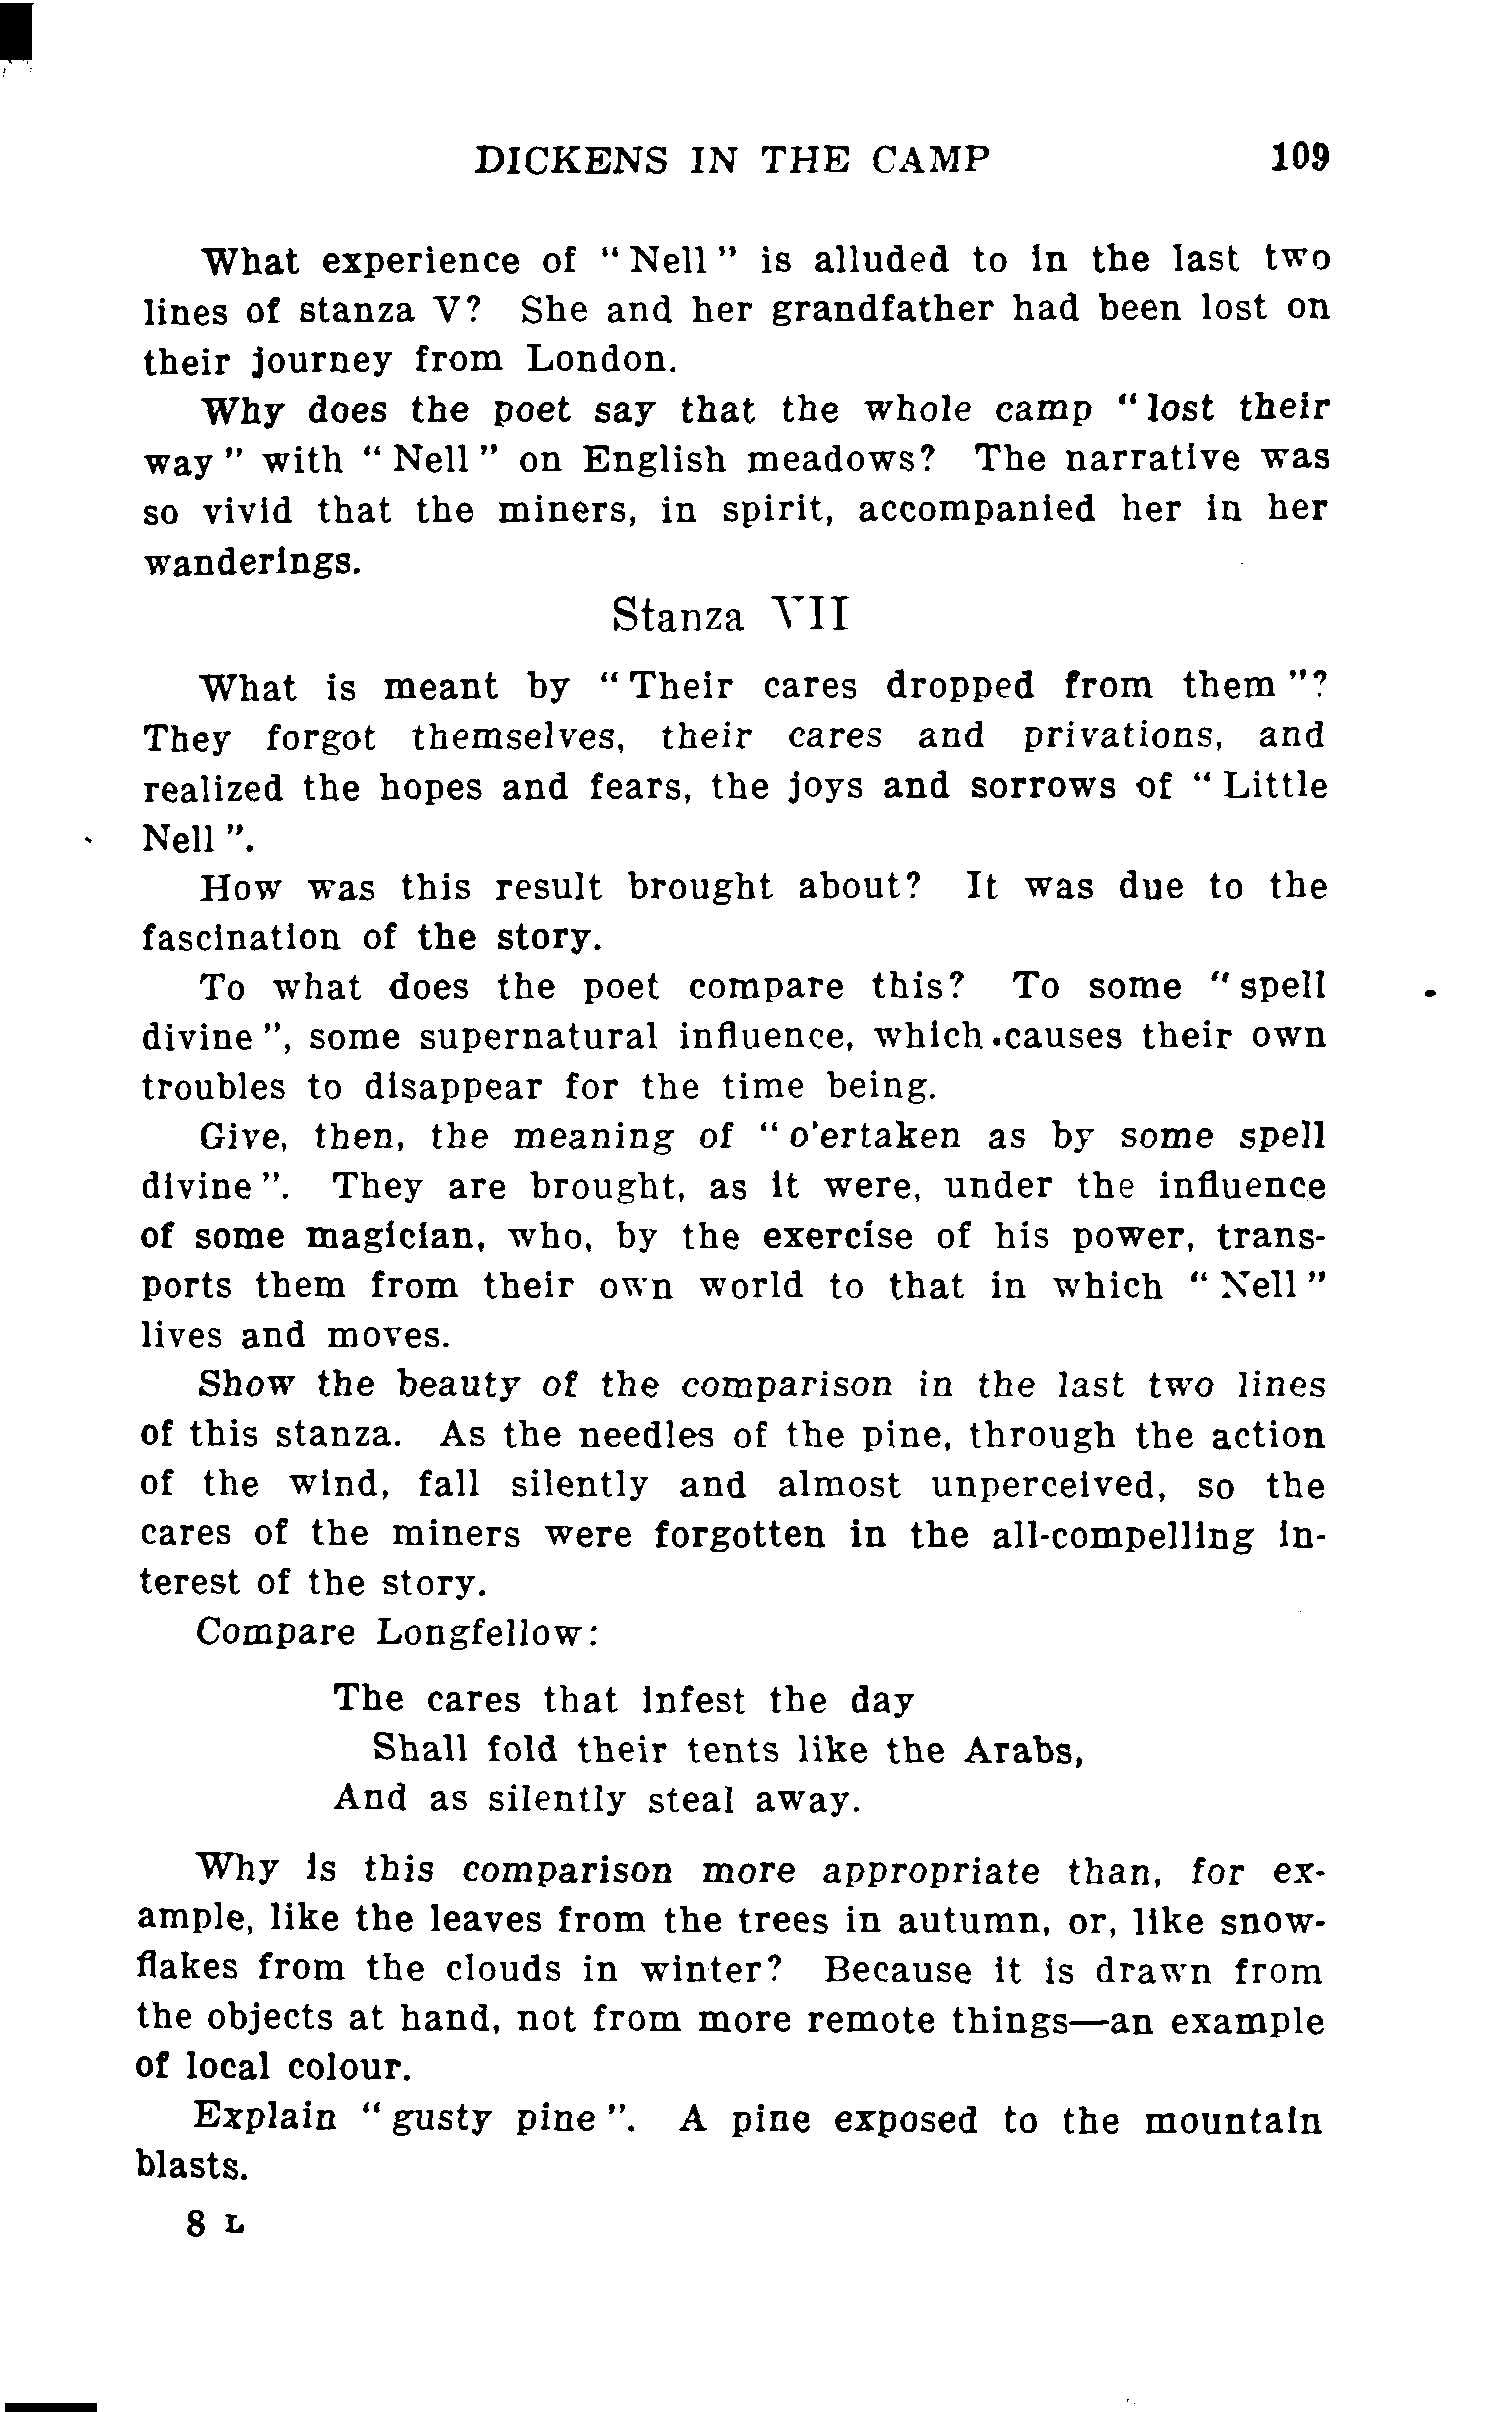 DICKENS IN THE CAMP 109
What experience of “ Nell ” is alluded to in the last two
lines of stanza V? She and her grandfather had been lost on
their journey from London.
Why does the poet say that the whole camp “ lost their
way ” with “ Nell ” on English meadows? The narrative was
so vivid that the miners, in spirit, accompanied her in her
wanderings.
Stanza VII
What is meant by “ Their cares dropped from them ”?
They forgot themselves, their cares and privations, and
realized the hopes and fears, the joys and sorrows of “ Little
Nell ”.
How was this result brought about? It was due to the
fascination of the story.
To what does the poet compare this? To some “ spell
divine ”, some supernatural influence, which causes their own
troubles to disappear for the time being.
Give, then, the meaning of “ o'ertaken as by some spell
divine ”. They are brought, as it were, under the influence
of some magician, who, by the exercise of his power, trans-
ports them from their own world to that in which “ Nell ”
lives and moves.
Show the beauty of the comparison in the last two lines
of this stanza. As the needles of the pine, through the action
of the wind, fall silently and almost unperceived, so the
cares of the miners were forgotten in the all-compelling in-
terest of the story.
Compare Longfellow:
The cares that infest the day
Shall fold their tents like the Arabs,
And as silently steal away.
Why is this comparison more appropriate than, for ex-
ample, like the leaves from the trees in autumn, or, like snow-
flakes from the clouds in winter? Because it is drawn from
the objects at hand, not from more remote things—an example
of local colour.
Explain “ gusty pine ”. A pine exposed to the mountain
blasts.
8 L